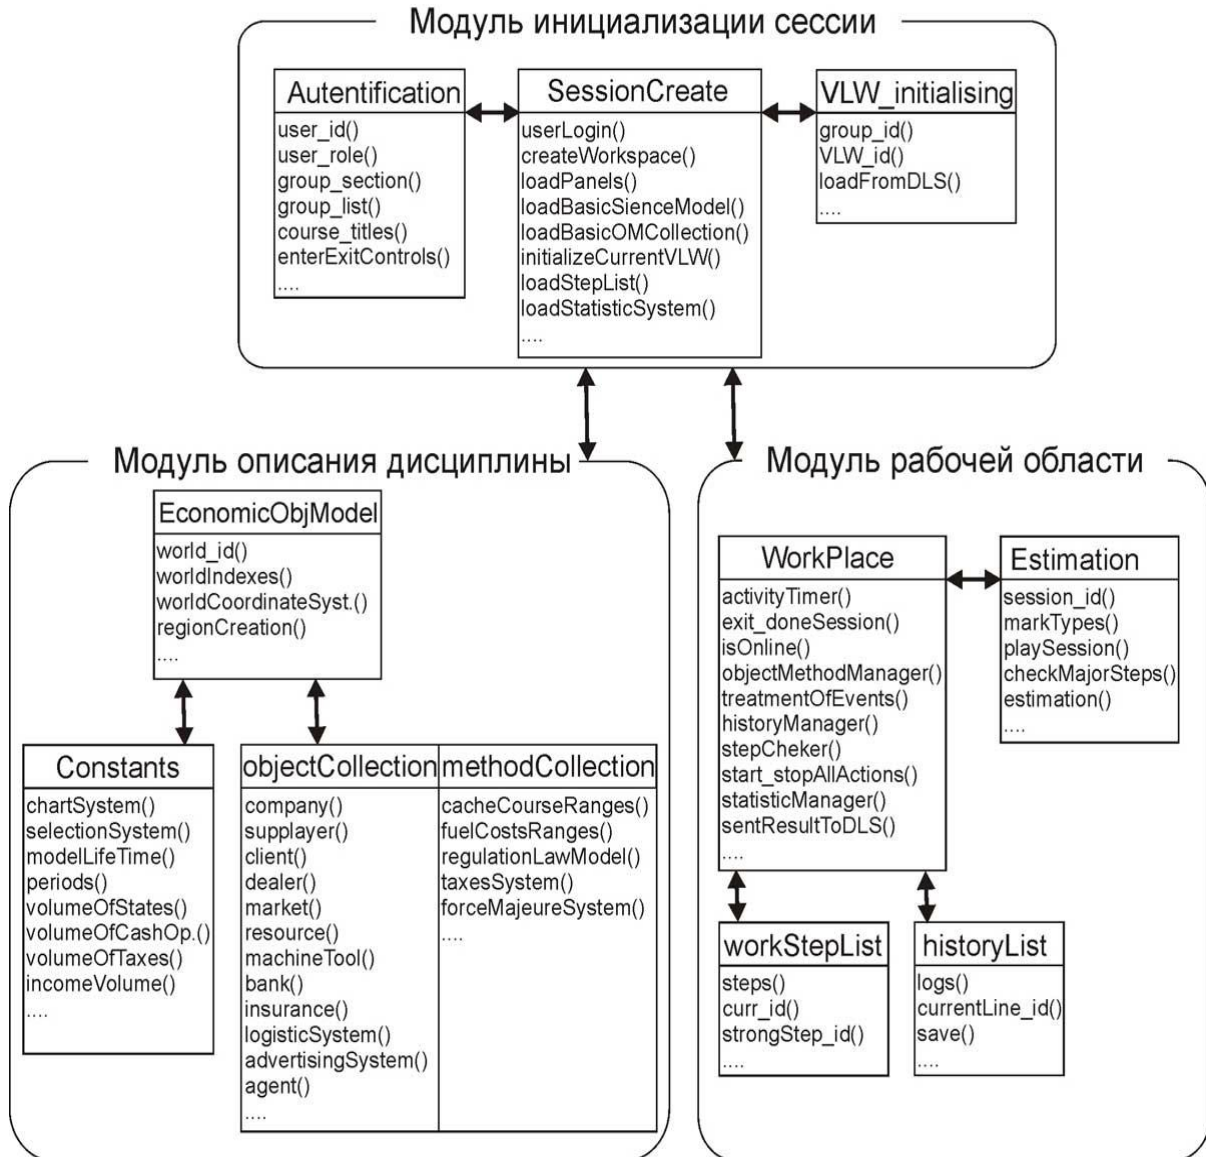 Модуль инициализации сессии
Autentification
user_id()
user_role()
group_section()
group_list()
course_titles()
enterExitControls()
....
SessionCreate
userLogin()
createWorkspace()
loadPanels()
loadBasicSienceModel()
loadBasicOMCollection()
initializeCurrentVLW()
loadStepList()
loadStatisticSystem()
....
VLW_initialising
group_id()
VLW_id()
loadFromDLS()
....
Модуль описания дисциплины
EconomicObjModel
world_id()
worldIndexes()
worldCoordinateSyst.()
regionCreation()
....
Constants
chartSystem()
selectionSystem()
modelLifeTime()
periods()
volumeOfStates()
volumeOfCashOp.()
volumeOfTaxes()
incomeVolume()
....
objectCollection
company()
supplayer()
client()
dealer()
market()
resource()
machineTool()
bank()
insurance()
logisticSystem()
advertisingSystem()
agent()
....
methodCollection
cacheCourseRanges()
fuelCostsRanges()
regulationLawModel()
taxesSystem()
forceMajeureSystem()
....
Модуль рабочей области
WorkPlace
activityTimer()
exit_doneSession()
isOnline()
objectMethodManager()
treatmentOfEvents()
historyManager()
stepCheker()
start_stopAllActions()
statisticManager()
sentResultToDLS()
....
Estimation
session_id()
markTypes()
playSession()
checkMajorSteps()
estimation()
....
workStepList
steps()
curr_id()
strongStep_id()
....
historyList
logs()
currentLine_id()
save()
....